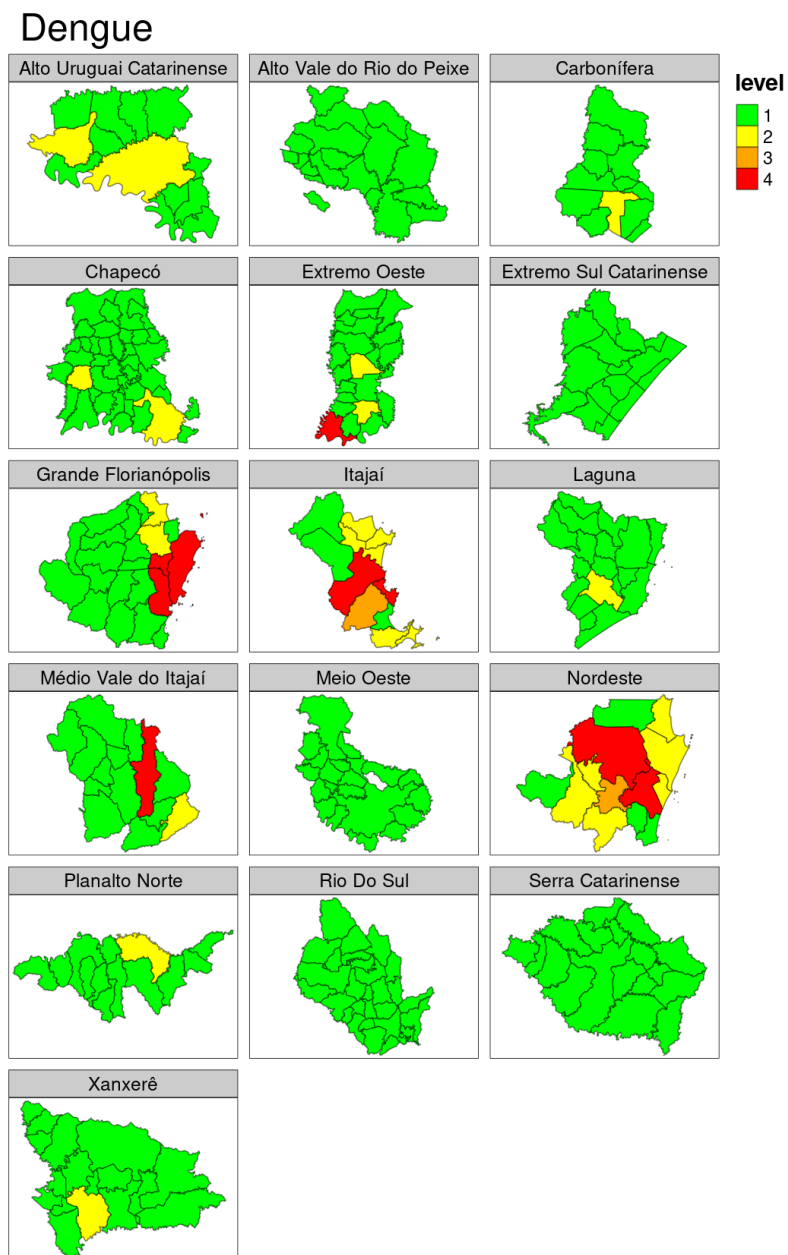 Dengue
Alto Uruguai Catarinense
Alto Vale do Rio do Peixe
Carbonífera
level
1
2
3
4
Chapecó
Extremo Oeste
Extremo Sul Catarinense
Grande Florianópolis
Itajaí
Laguna
Médio Vale do Itajaí
Meio Oeste
Nordeste
Planalto Norte
Rio Do Sul
Serra Catarinense
Xanxerê